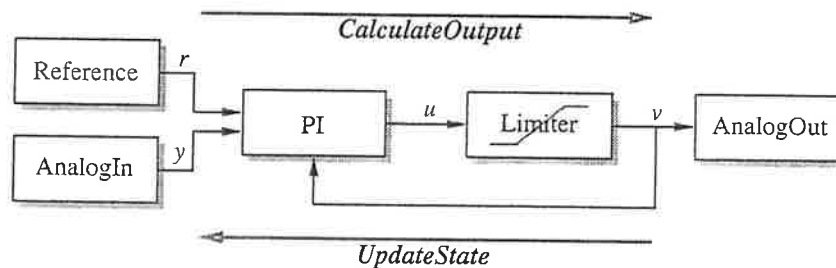 CalculateOutput
Reference
r
PI
u
Limiter
v
AnalogOut
AnalogIn
y
UpdateState